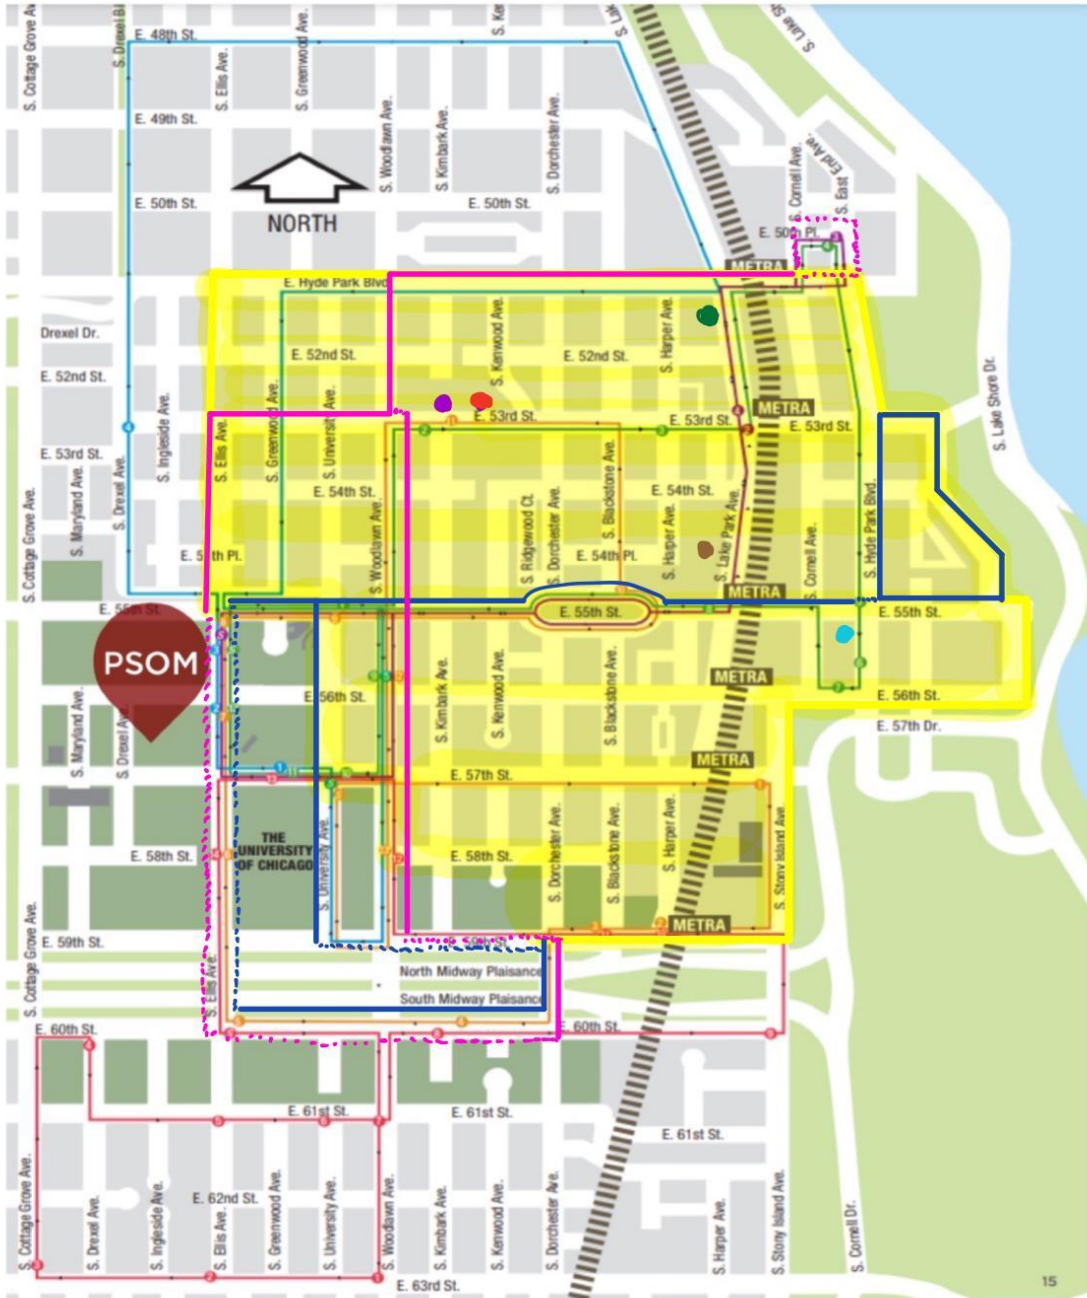 E. 48th St.
S. Cottage Grove Av
S. Drexel Bl
S. Ellis Ave.
S. Greenwood Ave.
S. Lake Sh
E. 49th St.
S. Woodlawn Ave.
S. Kimbark Ave.
S. Dorchester Ave.
S. Cornell Ave.
S. East
End Ave.
E. 50th St.
E. 50th St.
NORTH
E. 50th Pl.
METRA
E. Hyde Park Blvd
Drexel Dr.
S. Kenwood Ave.
S. Harper Ave.
E. 52nd St.
E. 52nd St.
E. 52nd St.
S. Lake Shore Dr.
S. Ingleside Ave.
S. Ellis Ave.
S. Greenwood Ave.
S. University Ave.
METRA
E. 53rd St.
E. 53rd St.
E. 53rd St.
E. 53rd St.
S. Cottage Grove Ave.
S. Maryland Ave.
S. Drexel Ave.
E. 54th St.
E. 54th St.
S. Woodlawn Ave.
S. Ridgewood Ct.
S. Dorchester Ave.
S. Blackstone Ave.
S. Harper Ave.
S. Lake Park Ave.
S. Cornell Ave.
S. Hyde Park Blvd.
E. 54th Pl.
METRA
E. 55th St.
E. 55th St.
E. 55th St.
PSOM
METRA
E. 56th St.
E. 56th St.
S. Maryland Ave.
S. Drexel Ave.
S. Kimbark Ave.
S. Kenwood Ave.
S. Blackstone Ave.
E. 57th Dr.
METRA
E. 57th St.
THE
UNIVERSITY
OF CHICAGO
E. 58th St.
E. 58th St.
S. University Ave.
S. Dorchester Ave.
S. Blackstone Ave.
S. Harper Ave.
S. Stony Island Ave.
METRA
S. Cottage Grove Ave.
E. 59th St.
E. 59th St.
S. Ellis Ave.
North Midway Plaisance
South Midway Plaisance
E. 60th St.
E. 60th St.
E. 61st St.
E. 61st St.
E. 61st St.
S. Cottage Grove Ave.
S. Drexel Ave.
S. Ingleside Ave.
S. Ellis Ave.
S. Greenwood Ave.
S. University Ave.
S. Woodlawn Ave.
S. Kimbark Ave.
S. Kenwood Ave.
S. Dorchester Ave.
S. Harper Ave.
S. Stony Island Ave.
S. Cornell Dr.
E. 62nd St.
E. 63rd St.
15